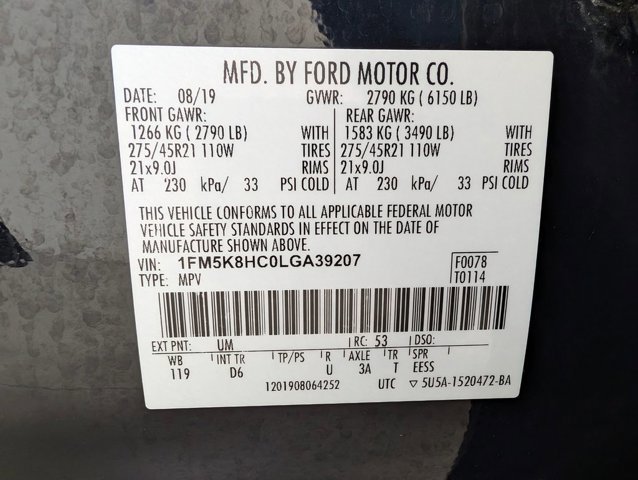 MFD. BY FORD MOTOR CO.
DATE: 08/19 GVWR: 2790 KG ( 6150 LB)
FRONT GAWR: REAR GAWR:
1266 KG ( 2790 LB) WITH 1583 KG ( 3490 LB) WITH
275/45R21 110W TIRES 275/45R21 110W TIRES
21x9.0J RIMS 21x9.0J RIMS
AT 230 kPa/ 33 PSI COLD AT 230 kPa/ 33 PSI COLD
THIS VEHICLE CONFORMS TO ALL APPLICABLE FEDERAL MOTOR
VEHICLE SAFETY STANDARDS IN EFFECT ON THE DATE OF
MANUFACTURE SHOWN ABOVE.
VIN: 1FM5K8HC0LGA39207 F0078
TYPE: MPV T0114
EXT PNT: UM RC: 53 DSO:
WB INT TR TP/PS R AXLE TR SPR
119 D6 U 3A T EESS
1201908064252 UTC ▽ 5U5A-1520472-BA